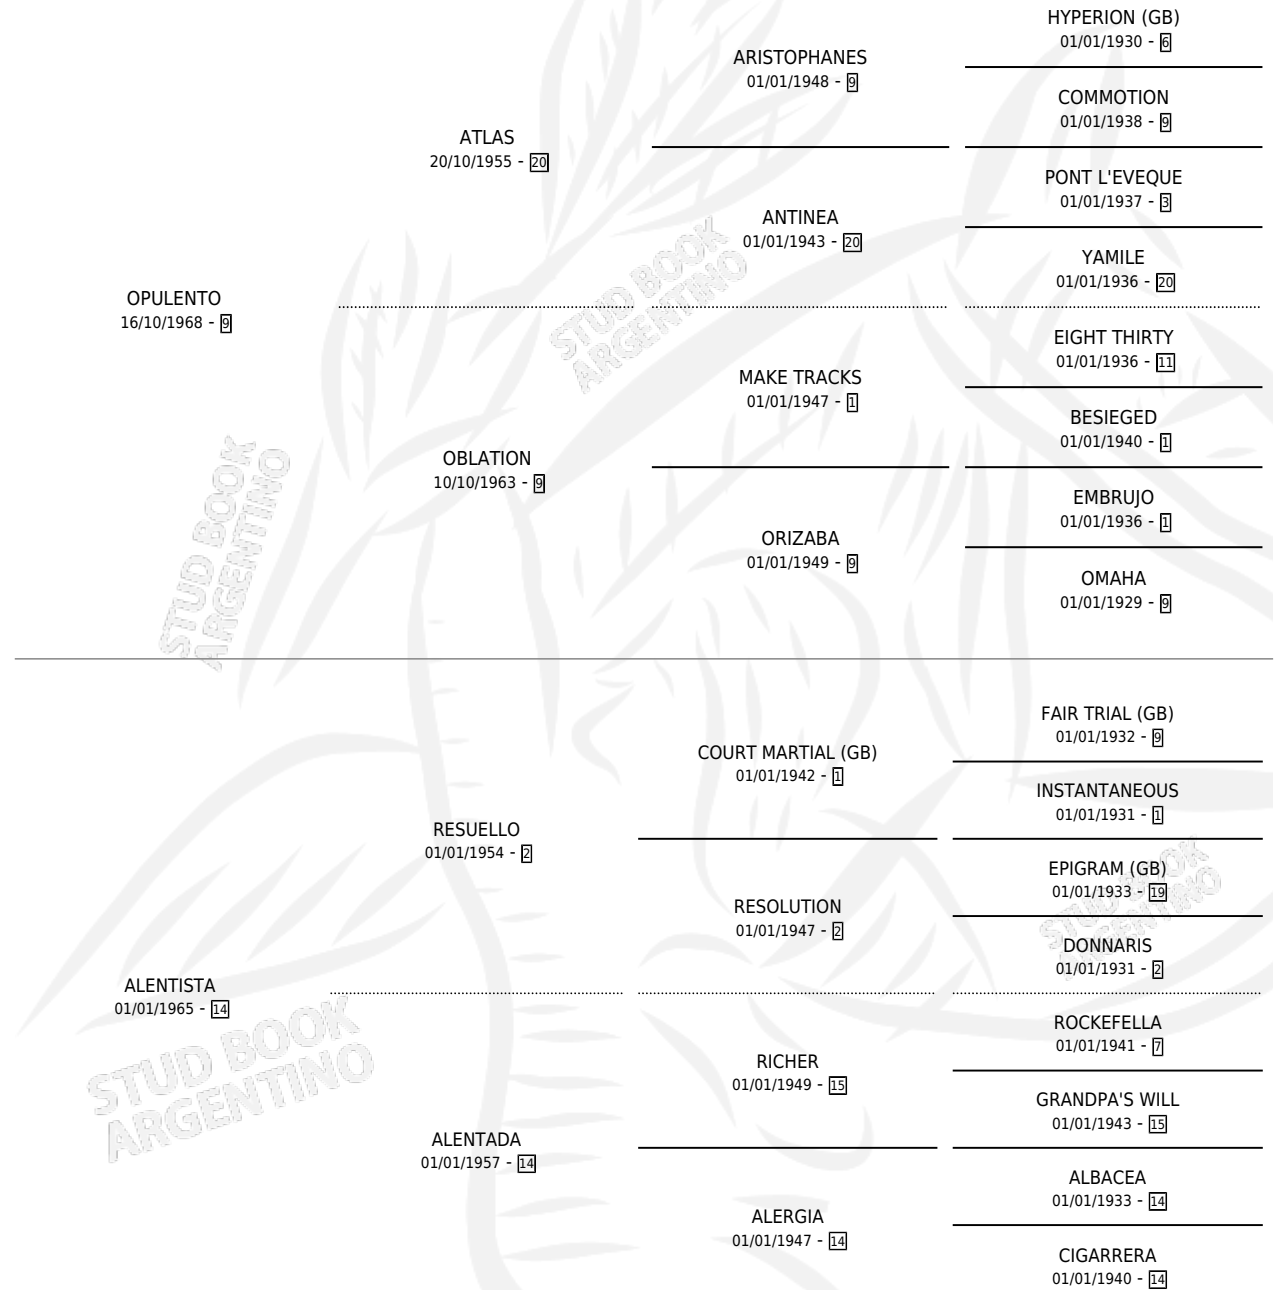 HYPERION (GB)
01/01/1930 - 6
ARISTOPHANES
01/01/1948 - 9
COMMOTION
01/01/1938 - 9
ATLAS
20/10/1955 - 20
PONT L'EVEQUE
01/01/1937 - 3
ANTINEA
01/01/1943 - 20
YAMILE
01/01/1936 - 20
OPULENTO
16/10/1968 - 9
EIGHT THIRTY
01/01/1936 - 11
MAKE TRACKS
01/01/1947 - 1
BESIEGED
01/01/1940 - 1
OBLATION
10/10/1963 - 9
EMBRUJO
01/01/1936 - 1
ORIZABA
01/01/1949 - 9
OMAHA
01/01/1929 - 9
STUD BOOK
ARGENTINO
STUD BOOK
ARGENTINO
FAIR TRIAL (GB)
01/01/1932 - 9
COURT MARTIAL (GB)
01/01/1942 - 1
INSTANTANEOUS
01/01/1931 - 1
RESUELLO
01/01/1954 - 2
EPIGRAM (GB)
01/01/1933 - 19
RESOLUTION
01/01/1947 - 2
DONNARIS
01/01/1931 - 2
STUD BOOK
ARGENTINO
ALENTISTA
01/01/1965 - 14
ROCKEFELLA
01/01/1941 - 7
RICHER
01/01/1949 - 15
GRANDPA'S WILL
01/01/1943 - 15
ALENTADA
01/01/1957 - 14
ALBACEA
01/01/1933 - 14
ALERGIA
01/01/1947 - 14
CIGARRERA
01/01/1940 - 14
STUD BOOK
ARGENTINO